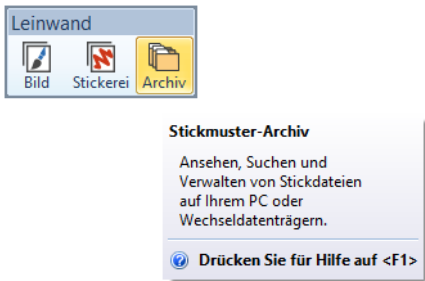 Leinwand
Bild Stickerei Archiv
Stickmuster-Archiv
Ansehen, Suchen und
Verwalten von Stickdateien
auf Ihrem PC oder
Wechseldatenträgern.
Drücken Sie für Hilfe auf <F1>